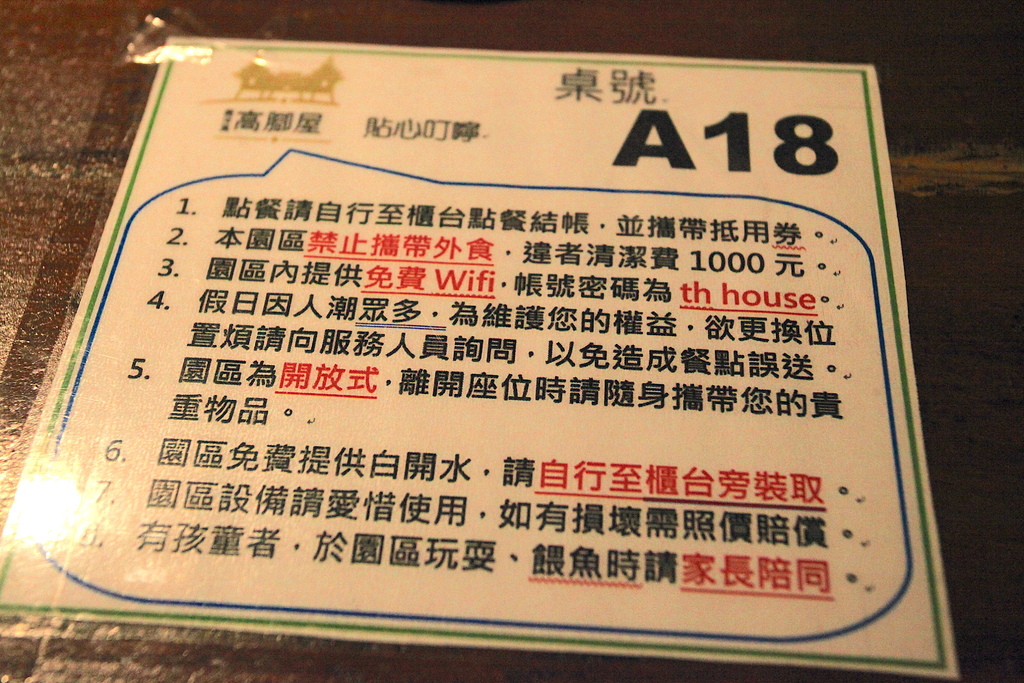 桌號
A18
高腳屋 貼心叮嚀
1. 點餐請自行至櫃台點餐結帳，並攜帶抵用券。
2. 本園區禁止攜帶外食，違者清潔費 1000 元。
3. 園區內提供免費 Wifi，帳號密碼為 th house。
4. 假日因人潮眾多，為維護您的權益，欲更換位
置煩請向服務人員詢問，以免造成餐點誤送。
5. 園區為開放式，離開座位時請隨身攜帶您的貴
重物品。
6. 園區免費提供白開水，請自行至櫃台旁裝取。
7. 園區設備請愛惜使用，如有損壞需照價賠償。
8. 有孩童者，於園區玩耍、餵魚時請家長陪同。